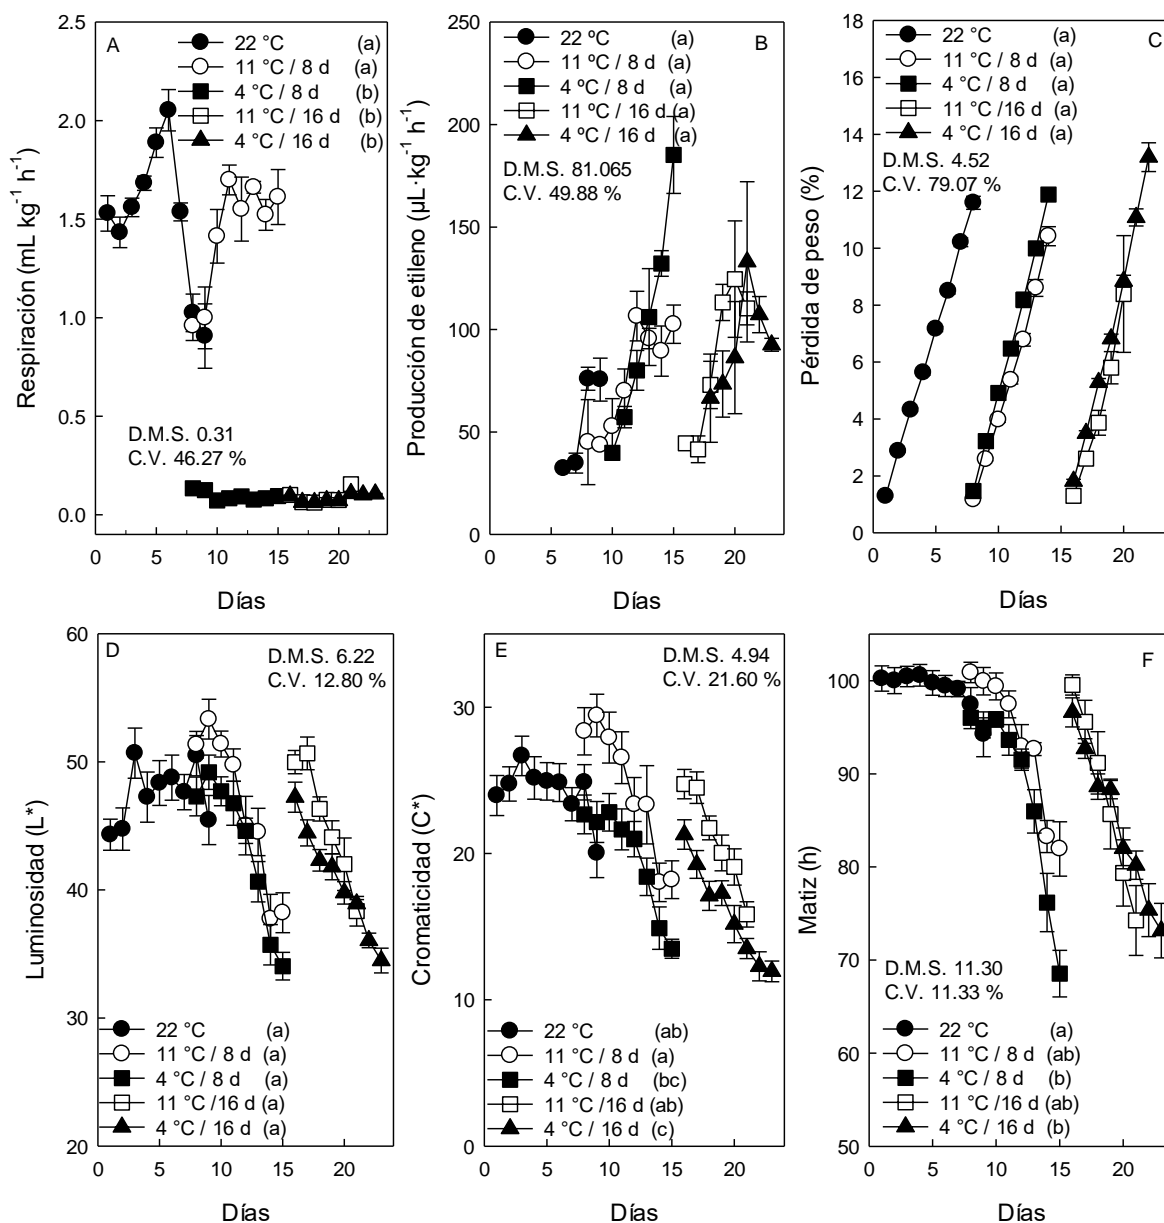 A
22 °C (a)
11 °C / 8 d (a)
4 °C / 8 d (b)
11 °C / 16 d (b)
4 °C / 16 d (b)
D.M.S. 0.31
C.V. 46.27 %
Respiración (mL kg⁻¹ h⁻¹)
2.5
2.0
1.5
1.0
0.5
0.0
0 5 10 15 20
Días
B
22 ºC (a)
11 º/C / 8 d (a)
4 ºC / 8 d (a)
11 ºC / 16 d (a)
4 ºC / 16 d (a)
D.M.S. 81.065
C.V. 49.88 %
Producción de etileno (µL·kg⁻¹ h⁻¹)
250
200
150
100
50
0
0 5 10 15 20
Días
C
22 °C (a)
11 °C / 8 d (a)
4 °C / 8 d (a)
11 °C /16 d (a)
4 °C / 16 d (a)
D.M.S. 4.52
C.V. 79.07 %
Pérdida de peso (%)
18
16
14
12
10
8
6
4
2
0
0 5 10 15 20
Días
D
D.M.S. 6.22
C.V. 12.80 %
22 °C (a)
11 °C / 8 d (a)
4 °C / 8 d (a)
11 °C /16 d (a)
4 °C / 16 d (a)
Luminosidad (L*)
60
50
40
30
20
0 5 10 15 20
Días
E
D.M.S. 4.94
C.V. 21.60 %
22 °C (ab)
11 °C / 8 d (a)
4 °C / 8 d (bc)
11 °C /16 d (ab)
4 °C / 16 d (c)
Cromaticidad (C*)
30
20
10
0
0 5 10 15 20
Días
F
D.M.S. 11.30
C.V. 11.33 %
22 °C (a)
11 °C / 8 d (ab)
4 °C / 8 d (b)
11 °C /16 d (ab)
4 °C / 16 d (b)
Matiz (h)
100
90
80
70
60
50
0 5 10 15 20
Días